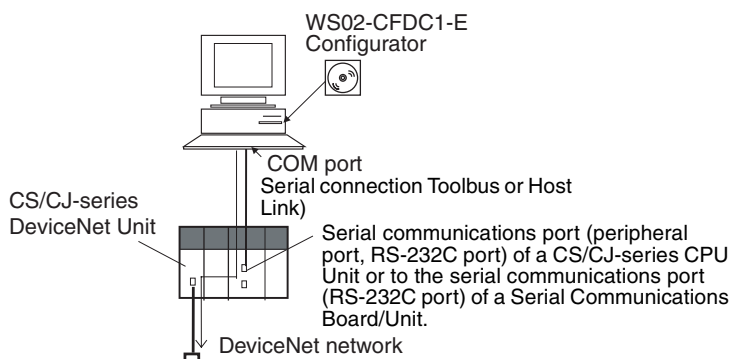 WS02-CFDC1-E
Configurator
COM port
Serial connection Toolbus or Host
Link)
CS/CJ-series
DeviceNet Unit
Serial communications port (peripheral
port, RS-232C port) of a CS/CJ-series CPU
Unit or to the serial communications port
(RS-232C port) of a Serial Communications
Board/Unit.
DeviceNet network